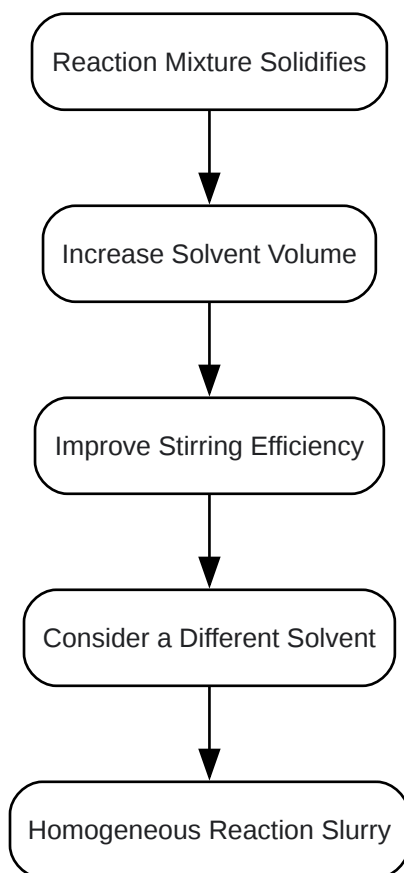 Reaction Mixture Solidifies
Increase Solvent Volume
Improve Stirring Efficiency
Consider a Different Solvent
Homogeneous Reaction Slurry